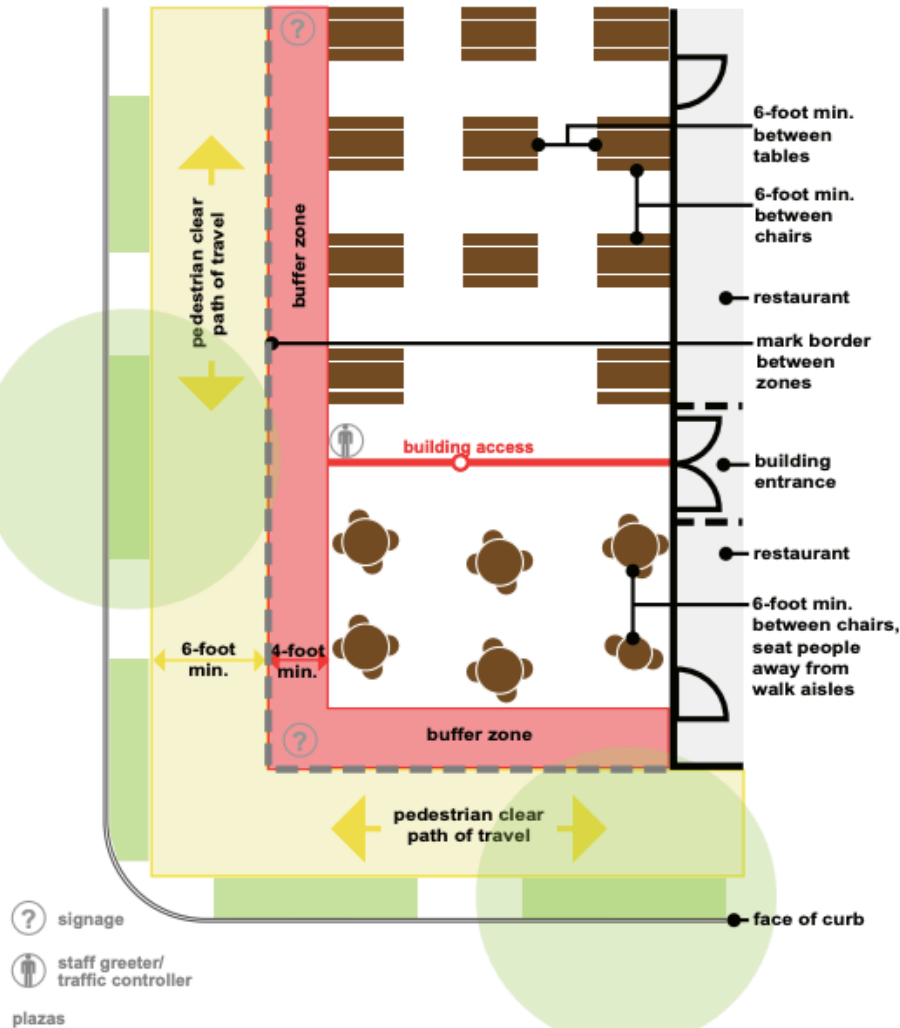 ?
6-foot min.
between
tables
pedestrian clear
path of travel
buffer zone
6-foot min.
between
chairs
restaurant
mark border
between
zones
building access
building
entrance
restaurant
6-foot min.
between chairs,
seat people
away from
walk aisles
6-foot
min.
4-foot
min.
?
buffer zone
pedestrian clear
path of travel
? signage
face of curb
staff greeter/
traffic controller
plazas